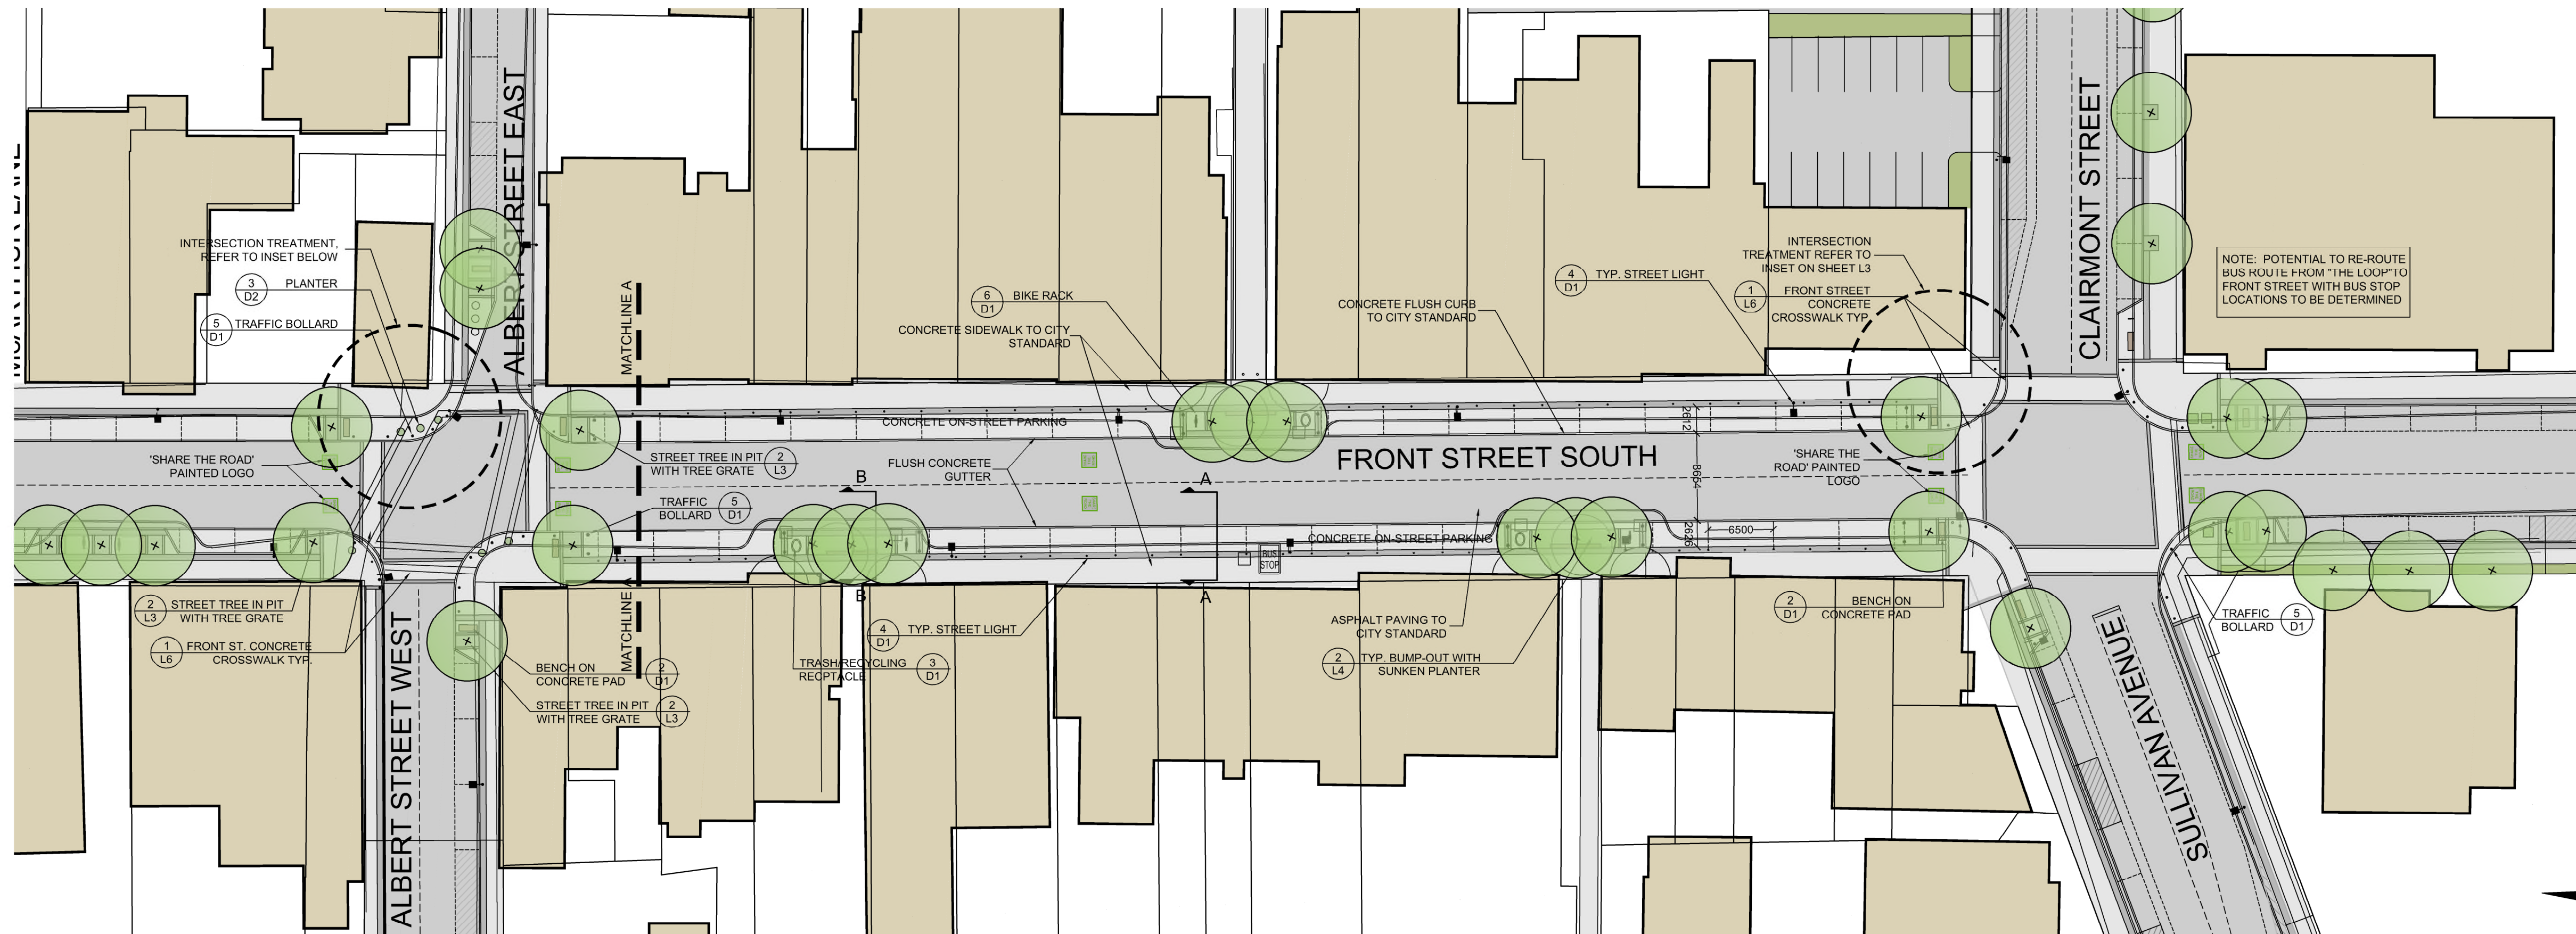 ALBERT STREET EAST
CLAIRMONT STREET
INTERSECTION TREATMENT,
REFER TO INSET BELOW
3
D2
PLANTER
5
D1
TRAFFIC BOLLARD
MATCHLINE A
6
D1
BIKE RACK
CONCRETE SIDEWALK TO CITY
STANDARD
CONCRETE FLUSH CURB
TO CITY STANDARD
4
D1
TYP. STREET LIGHT
INTERSECTION
TREATMENT REFER TO
INSET ON SHEET L3
1
L6
FRONT STREET
CONCRETE
CROSSWALK TYP.
NOTE: POTENTIAL TO RE-ROUTE
BUS ROUTE FROM "THE LOOP"TO
FRONT STREET WITH BUS STOP
LOCATIONS TO BE DETERMINED
CONCRETE ON-STREET PARKING
2612
'SHARE THE ROAD'
PAINTED LOGO
STREET TREE IN PIT
WITH TREE GRATE
2
L3
FLUSH CONCRETE
GUTTER
FRONT STREET SOUTH
8654
'SHARE THE
ROAD' PAINTED
LOGO
B
A
TRAFFIC
BOLLARD
5
D1
2626
6500
CONCRETE ON-STREET PARKING
BUS
STOP
B
A
MATCHLINE A
2
L3
STREET TREE IN PIT
WITH TREE GRATE
1
L6
FRONT ST. CONCRETE
CROSSWALK TYP.
4
D1
TYP. STREET LIGHT
ASPHALT PAVING TO
CITY STANDARD
2
L4
TYP. BUMP-OUT WITH
SUNKEN PLANTER
2
D1
BENCH ON
CONCRETE PAD
TRAFFIC
BOLLARD
5
D1
BENCH ON
CONCRETE PAD
2
D1
TRASH/RECYCLING
RECPTACLE
3
D1
STREET TREE IN PIT
WITH TREE GRATE
2
L3
ALBERT STREET WEST
SULLIVAN AVENUE